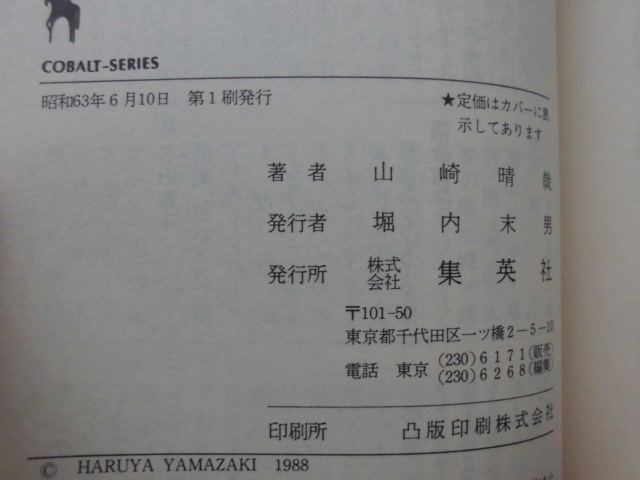 COBALT-SERIES
昭和63年6月10日 第1刷発行
★定価はカバーに表
示してあります
著者 山崎晴哉
発行者 堀内末男
発行所 株式会社 集英社
〒101-50
東京都千代田区一ツ橋2-5-10
電話 東京 (230)6171(販売)
(230)6268(編集)
印刷所 凸版印刷株式会社
© HARUYA YAMAZAKI 1988